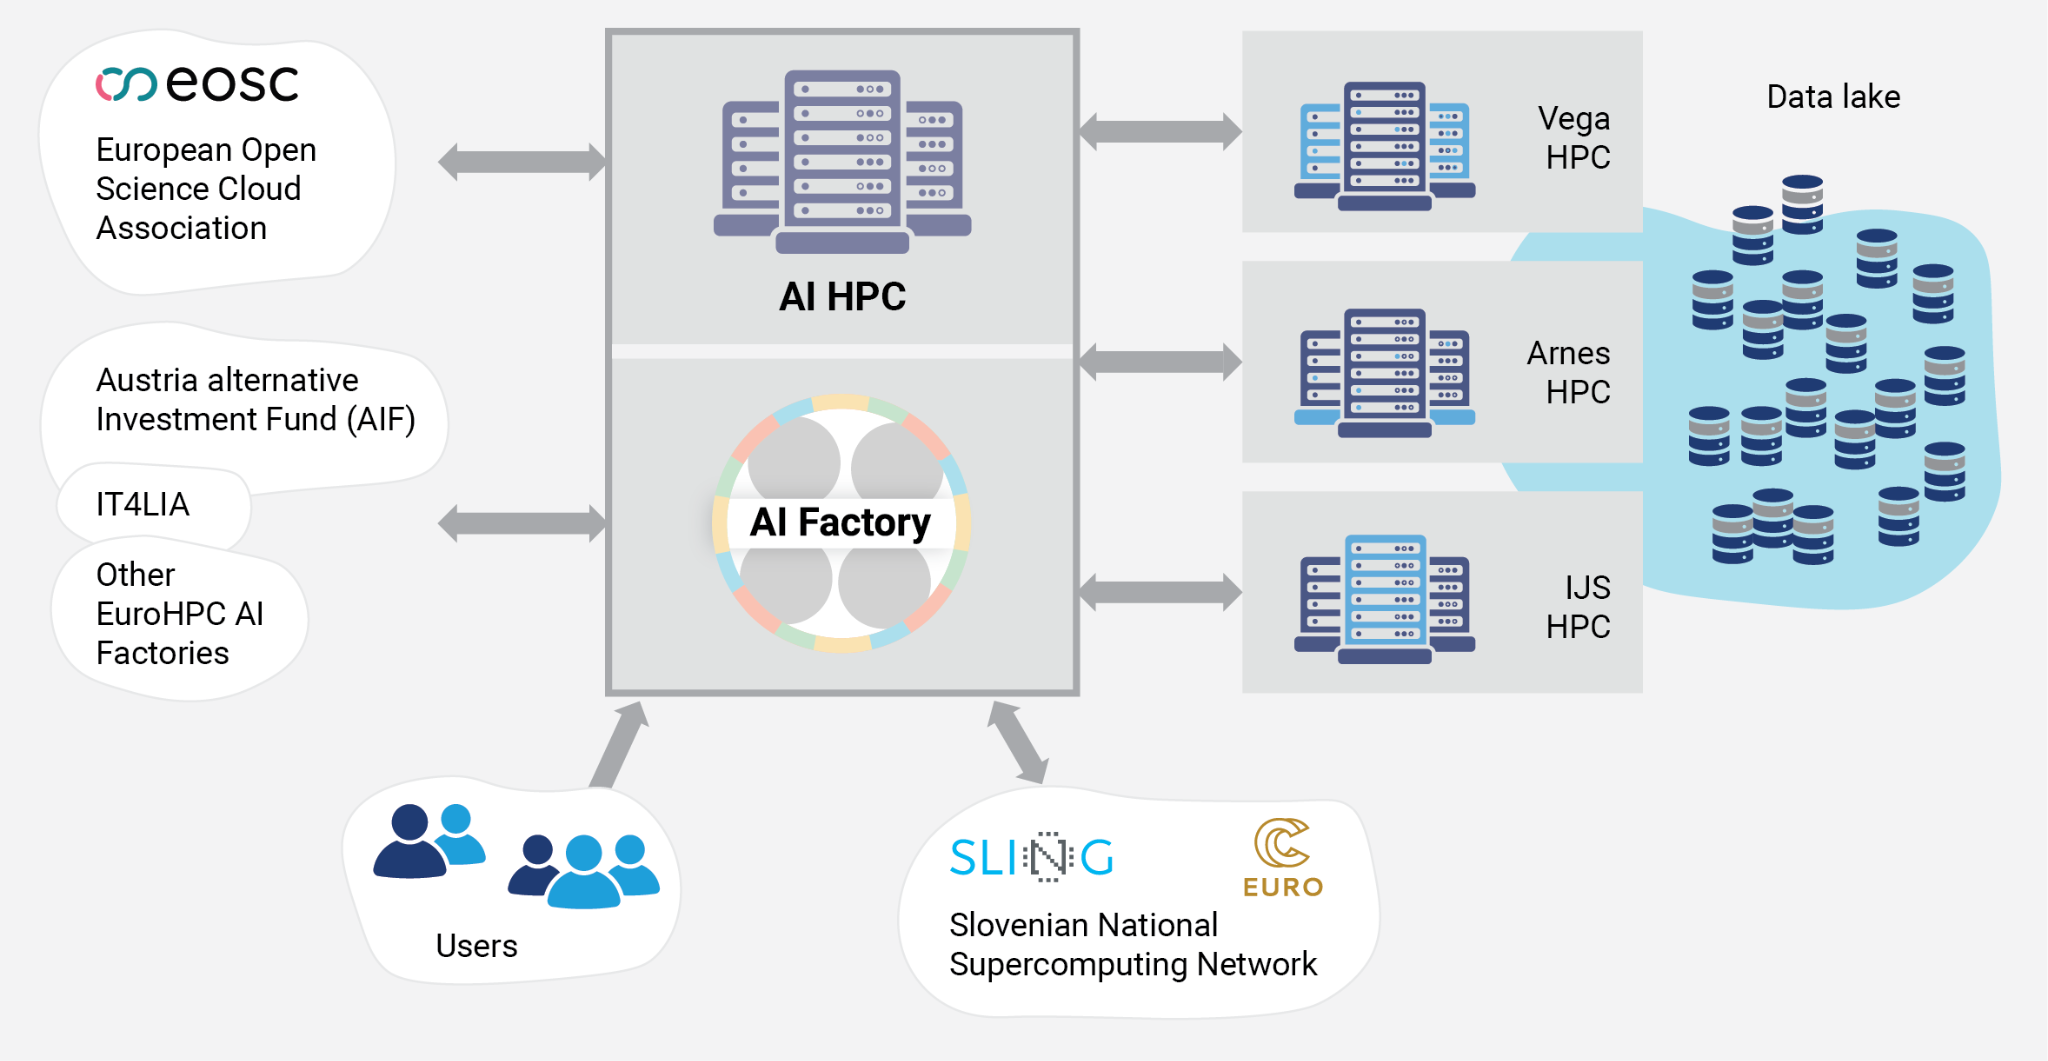 eosc
European Open
Science Cloud
Association
Austria alternative
Investment Fund (AIF)
IT4LIA
Other
EuroHPC AI
Factories
AI HPC
AI Factory
Vega
HPC
Arnes
HPC
IJS
HPC
Data lake
Users
SLING
EURO
Slovenian National
Supercomputing Network